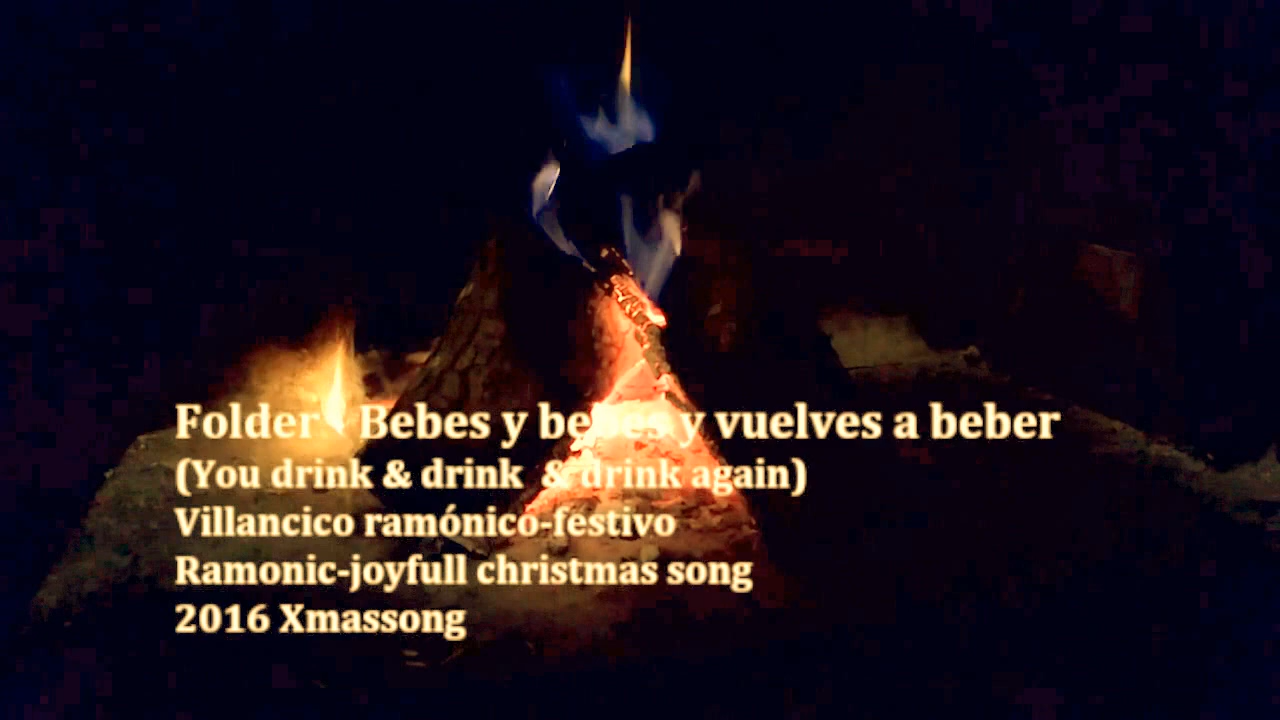 Folder - Bebes y bebes y vuelves a beber
(You drink & drink & drink again)
Villancico ramónico-festivo
Ramonic-joyfull christmas song
2016 Xmassong